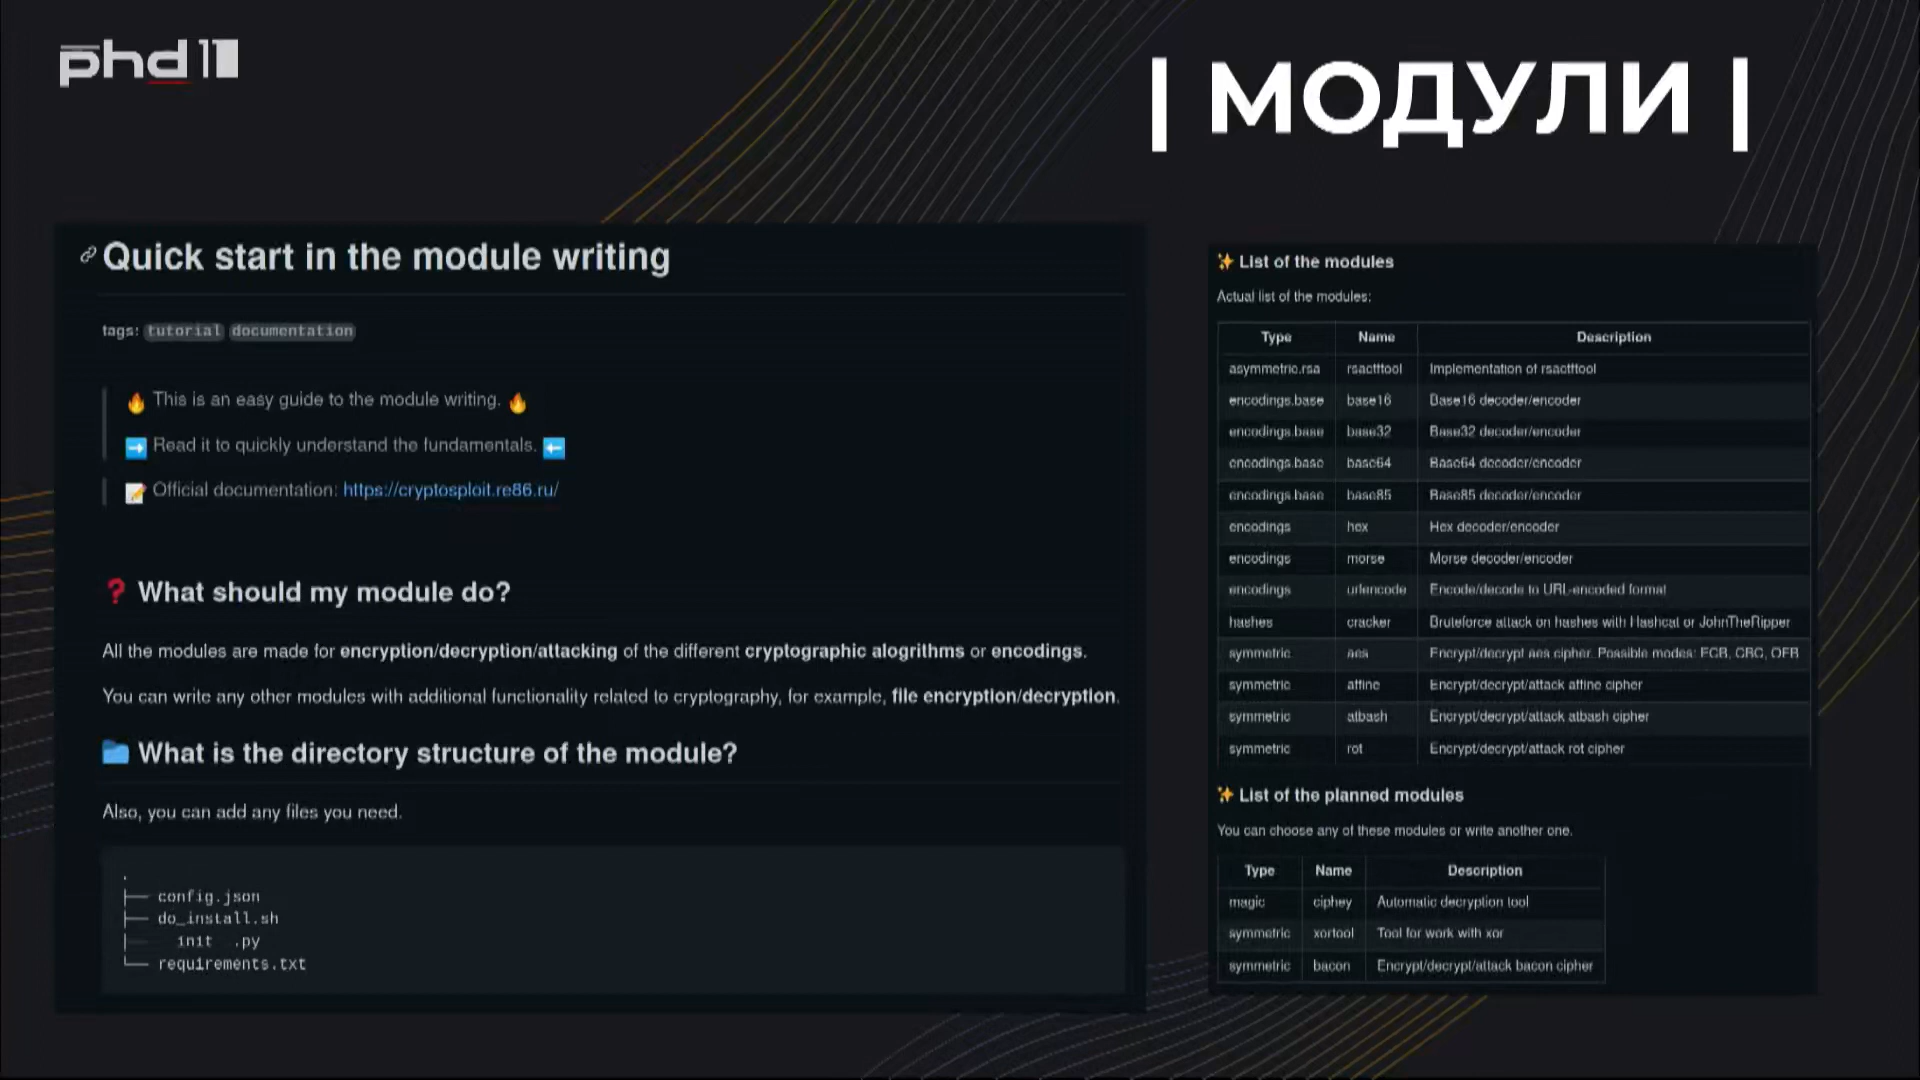 phd 11
| МОДУЛИ |
Quick start in the module writing
tags: tutorial documentation
This is an easy guide to the module writing.
Read it to quickly understand the fundamentals.
Official documentation: https://cryptosploit.re86.ru/
What should my module do?
All the modules are made for encryption/decryption/attacking of the different cryptographic alogrithms or encodings.
You can write any other modules with additional functionality related to cryptography, for example, file encryption/decryption.
What is the directory structure of the module?
Also, you can add any files you need.
.
├── config.json
├── do_install.sh
├── __init__.py
└── requirements.txt
List of the modules
Actual list of the modules:
Type Name Description
asymmetric.rsa rsactftool Implementation of rsactftool
encodings.base base16 Base16 decoder/encoder
encodings.base base32 Base32 decoder/encoder
encodings.base base64 Base64 decoder/encoder
encodings.base base85 Base85 decoder/encoder
encodings hex Hex decoder/encoder
encodings morse Morse decoder/encoder
encodings urlencode Encode/decode to URL-encoded format
hashes cracker Bruteforce attack on hashes with Hashcat or JohnTheRipper
symmetric aes Encrypt/decrypt aes cipher. Possible modes: ECB, CBC, OFB
symmetric affine Encrypt/decrypt/attack affine cipher
symmetric atbash Encrypt/decrypt/attack atbash cipher
symmetric rot Encrypt/decrypt/attack rot cipher
List of the planned modules
You can choose any of these modules or write another one.
Type Name Description
magic ciphey Automatic decryption tool
symmetric xortool Tool for work with xor
symmetric bacon Encrypt/decrypt/attack bacon cipher